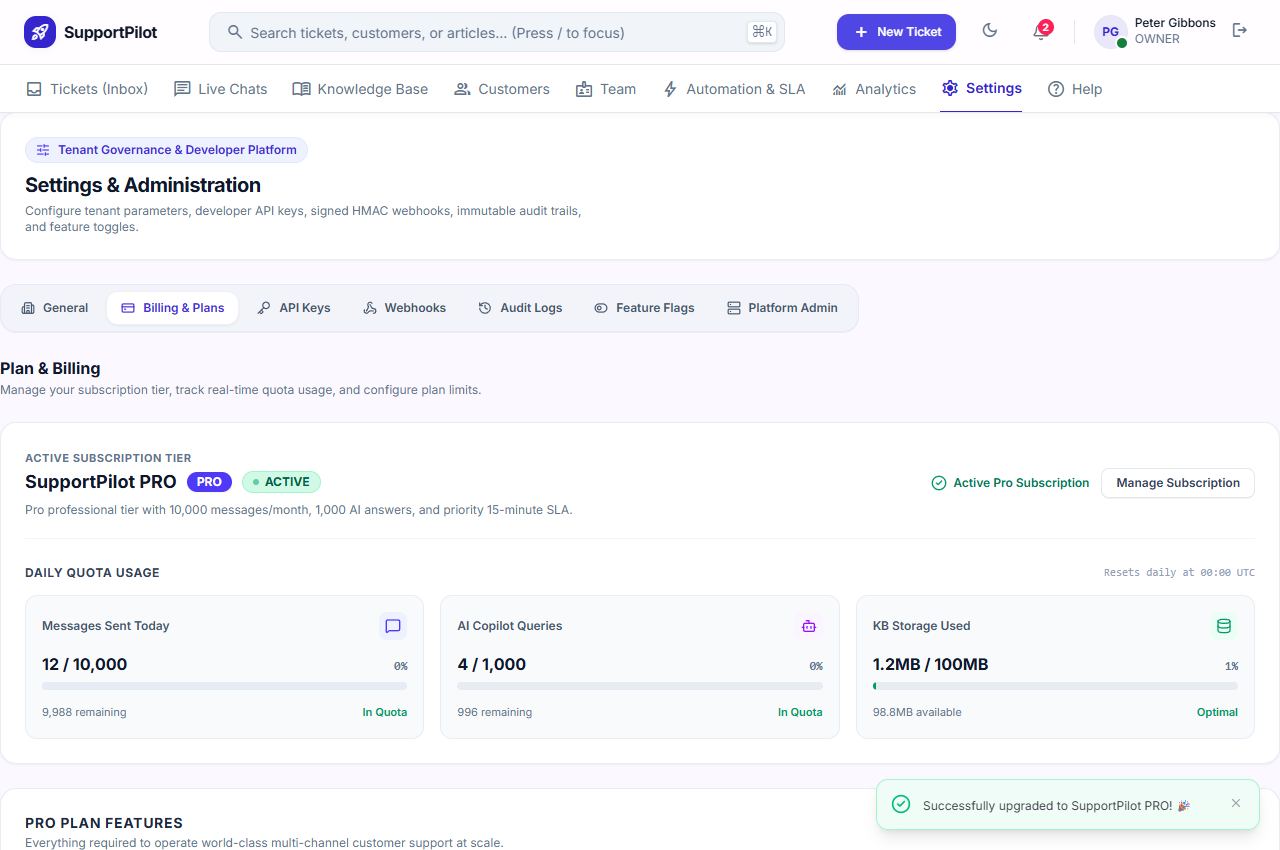 SupportPilot
Search tickets, customers, or articles... (Press / to focus)
⌘K
+ New Ticket
2
PG
Peter Gibbons
OWNER
Tickets (Inbox)
Live Chats
Knowledge Base
Customers
Team
Automation & SLA
Analytics
Settings
Help
Tenant Governance & Developer Platform
Settings & Administration
Configure tenant parameters, developer API keys, signed HMAC webhooks, immutable audit trails,
and feature toggles.
General
Billing & Plans
API Keys
Webhooks
Audit Logs
Feature Flags
Platform Admin
Plan & Billing
Manage your subscription tier, track real-time quota usage, and configure plan limits.
ACTIVE SUBSCRIPTION TIER
SupportPilot PRO
PRO
ACTIVE
Active Pro Subscription
Manage Subscription
Pro professional tier with 10,000 messages/month, 1,000 AI answers, and priority 15-minute SLA.
DAILY QUOTA USAGE
Resets daily at 00:00 UTC
Messages Sent Today
12 / 10,000
0%
9,988 remaining
In Quota
AI Copilot Queries
4 / 1,000
0%
996 remaining
In Quota
KB Storage Used
1.2MB / 100MB
1%
98.8MB available
Optimal
Successfully upgraded to SupportPilot PRO! 🎉
PRO PLAN FEATURES
Everything required to operate world-class multi-channel customer support at scale.